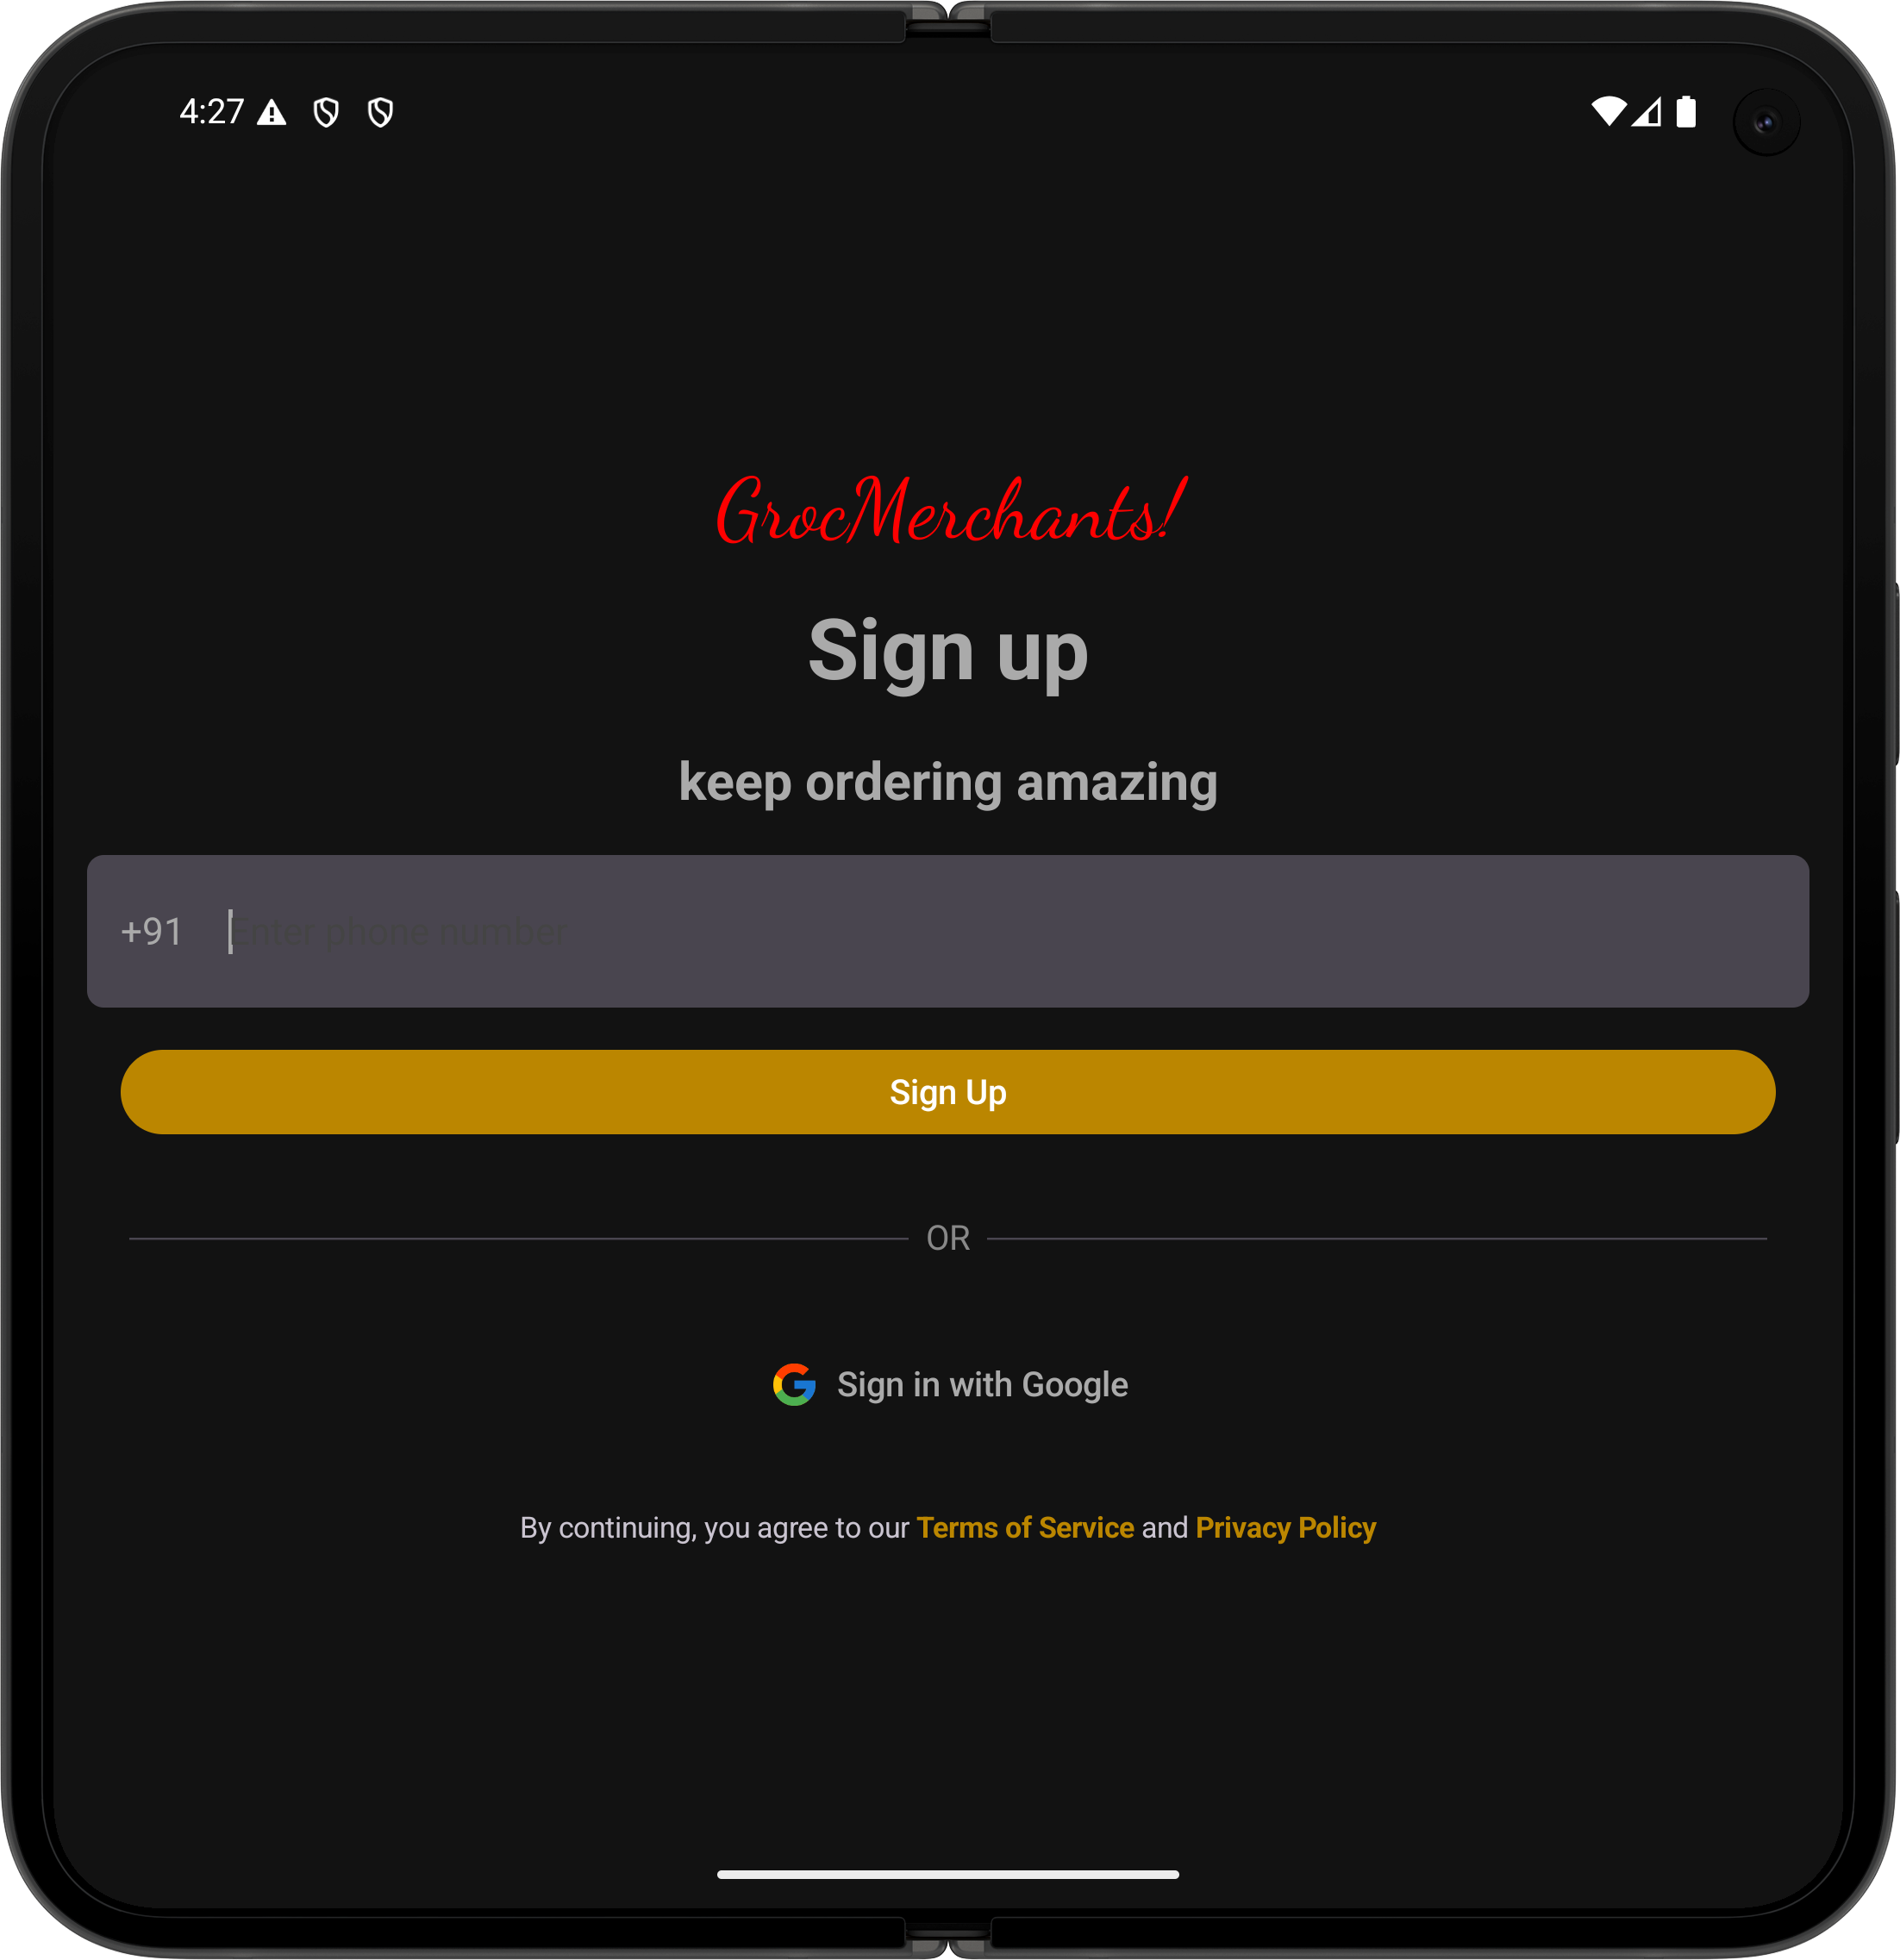 4:27
GrocMerchants!
Sign up
keep ordering amazing
+91 Enter phone number
Sign Up
OR
Sign in with Google
By continuing, you agree to our Terms of Service and Privacy Policy